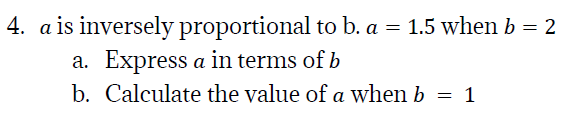 4. a is inversely proportional to b. a = 1.5 when b = 2
a. Express a in terms of b
b. Calculate the value of a when b = 1